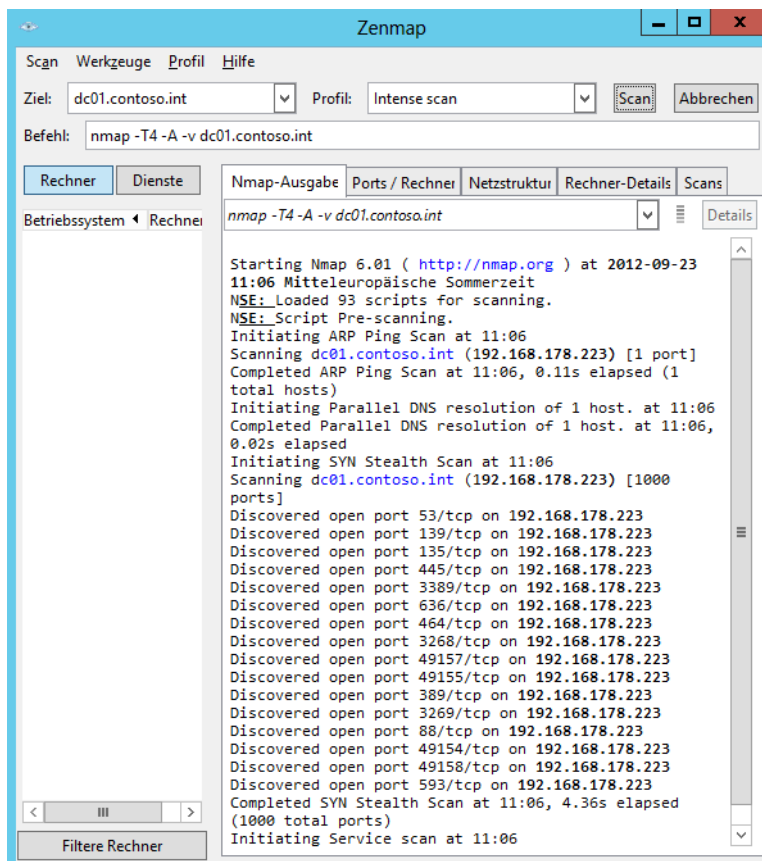 Zenmap
Scan Werkzeuge Profil Hilfe
Ziel: dc01.contoso.int Profil: Intense scan Scan Abbrechen
Befehl: nmap -T4 -A -v dc01.contoso.int
Rechner Dienste
Nmap-Ausgabe Ports / Rechner Netzstruktur Rechner-Details Scans
Betriebssystem Rechner
nmap -T4 -A -v dc01.contoso.int Details
Starting Nmap 6.01 ( http://nmap.org ) at 2012-09-23
11:06 Mitteleuropäische Sommerzeit
NSE: Loaded 93 scripts for scanning.
NSE: Script Pre-scanning.
Initiating ARP Ping Scan at 11:06
Scanning dc01.contoso.int (192.168.178.223) [1 port]
Completed ARP Ping Scan at 11:06, 0.11s elapsed (1
total hosts)
Initiating Parallel DNS resolution of 1 host. at 11:06
Completed Parallel DNS resolution of 1 host. at 11:06,
0.02s elapsed
Initiating SYN Stealth Scan at 11:06
Scanning dc01.contoso.int (192.168.178.223) [1000
ports]
Discovered open port 53/tcp on 192.168.178.223
Discovered open port 139/tcp on 192.168.178.223
Discovered open port 135/tcp on 192.168.178.223
Discovered open port 445/tcp on 192.168.178.223
Discovered open port 3389/tcp on 192.168.178.223
Discovered open port 636/tcp on 192.168.178.223
Discovered open port 464/tcp on 192.168.178.223
Discovered open port 3268/tcp on 192.168.178.223
Discovered open port 49157/tcp on 192.168.178.223
Discovered open port 49155/tcp on 192.168.178.223
Discovered open port 389/tcp on 192.168.178.223
Discovered open port 3269/tcp on 192.168.178.223
Discovered open port 88/tcp on 192.168.178.223
Discovered open port 49154/tcp on 192.168.178.223
Discovered open port 49158/tcp on 192.168.178.223
Discovered open port 593/tcp on 192.168.178.223
Completed SYN Stealth Scan at 11:06, 4.36s elapsed
(1000 total ports)
Initiating Service scan at 11:06
Filtere Rechner